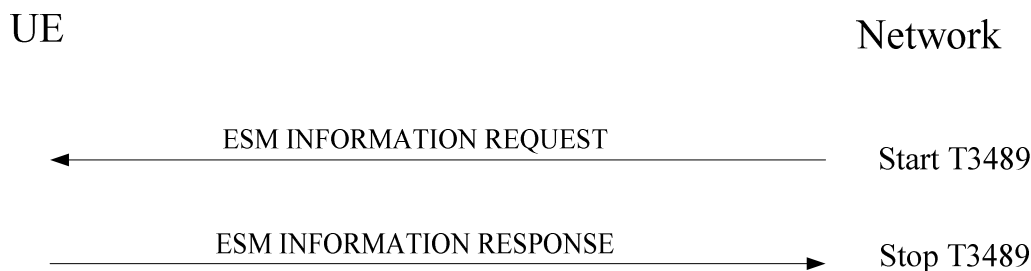 UE
Network
ESM INFORMATION REQUEST
Start T3489
ESM INFORMATION RESPONSE
Stop T3489